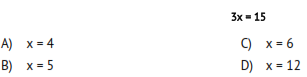 3x = 15
A) x = 4
B) x = 5
C) x = 6
D) x = 12